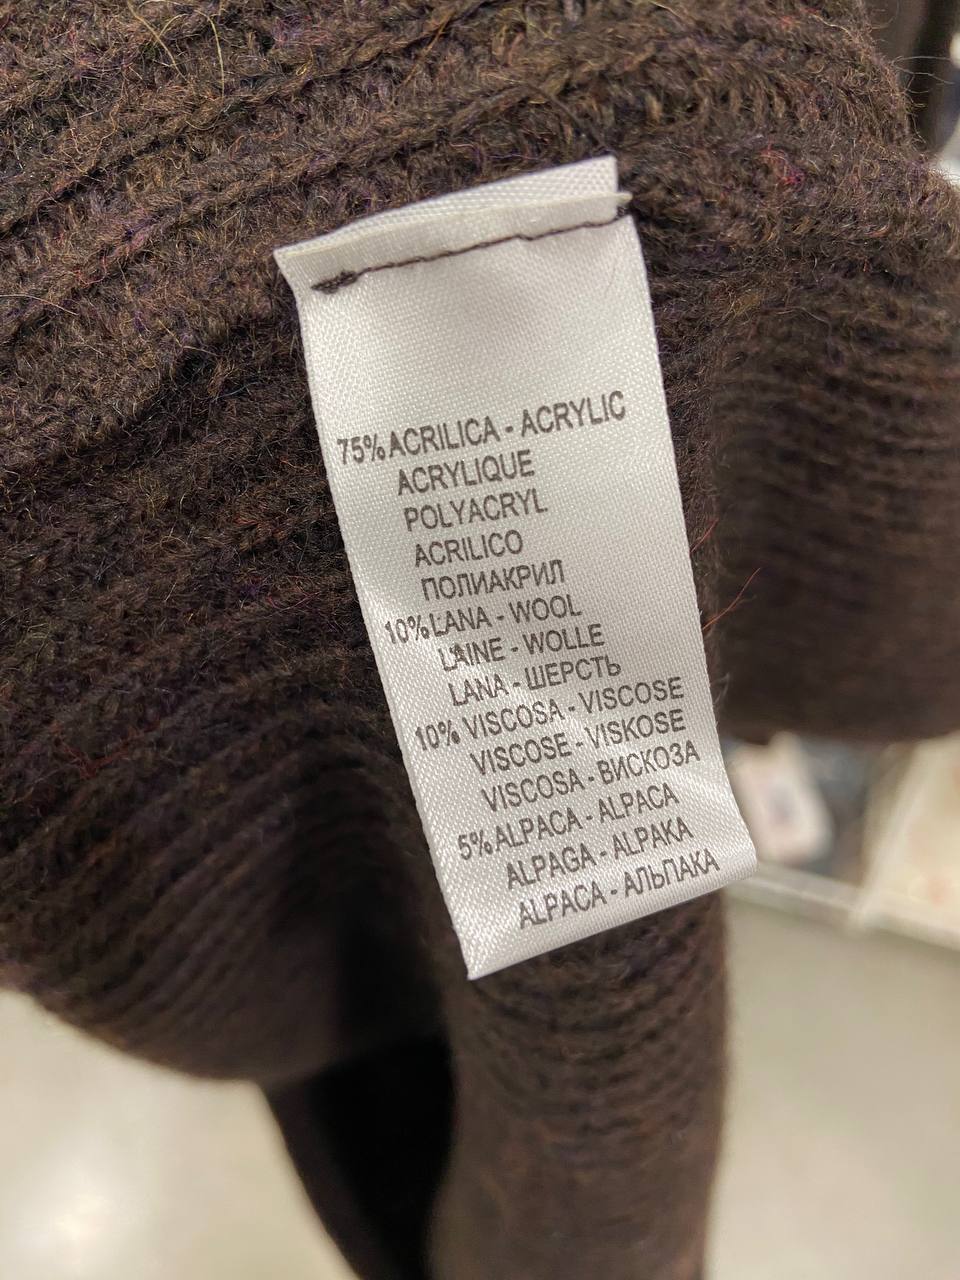 75% ACRILICA - ACRYLIC
ACRYLIQUE
POLYACRYL
ACRILICO
ПОЛИАКРИЛ
10% LANA - WOOL
LAINE - WOLLE
LANA - ШЕРСТЬ
10% VISCOSA - VISCOSE
VISCOSE - VISKOSE
VISCOSA - ВИСКОЗА
5% ALPACA - ALPACA
ALPAGA - ALPAKA
ALPACA - АЛЬПАКА